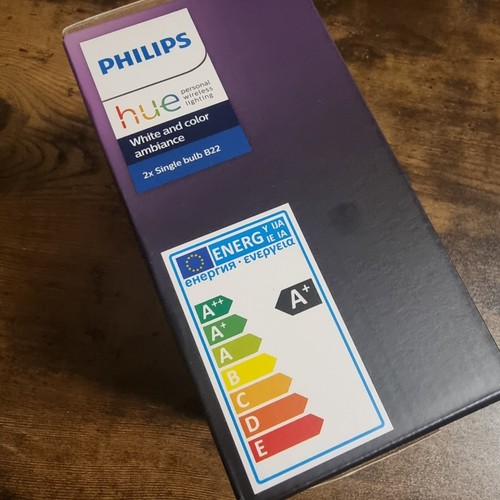 PHILIPS
hue personal wireless lighting
White and color
ambiance
2x Single bulb B22
ENERG Y IJA
IE IA
енергия · ενεργεια
A++
A+
A
B
C
D
E
A+